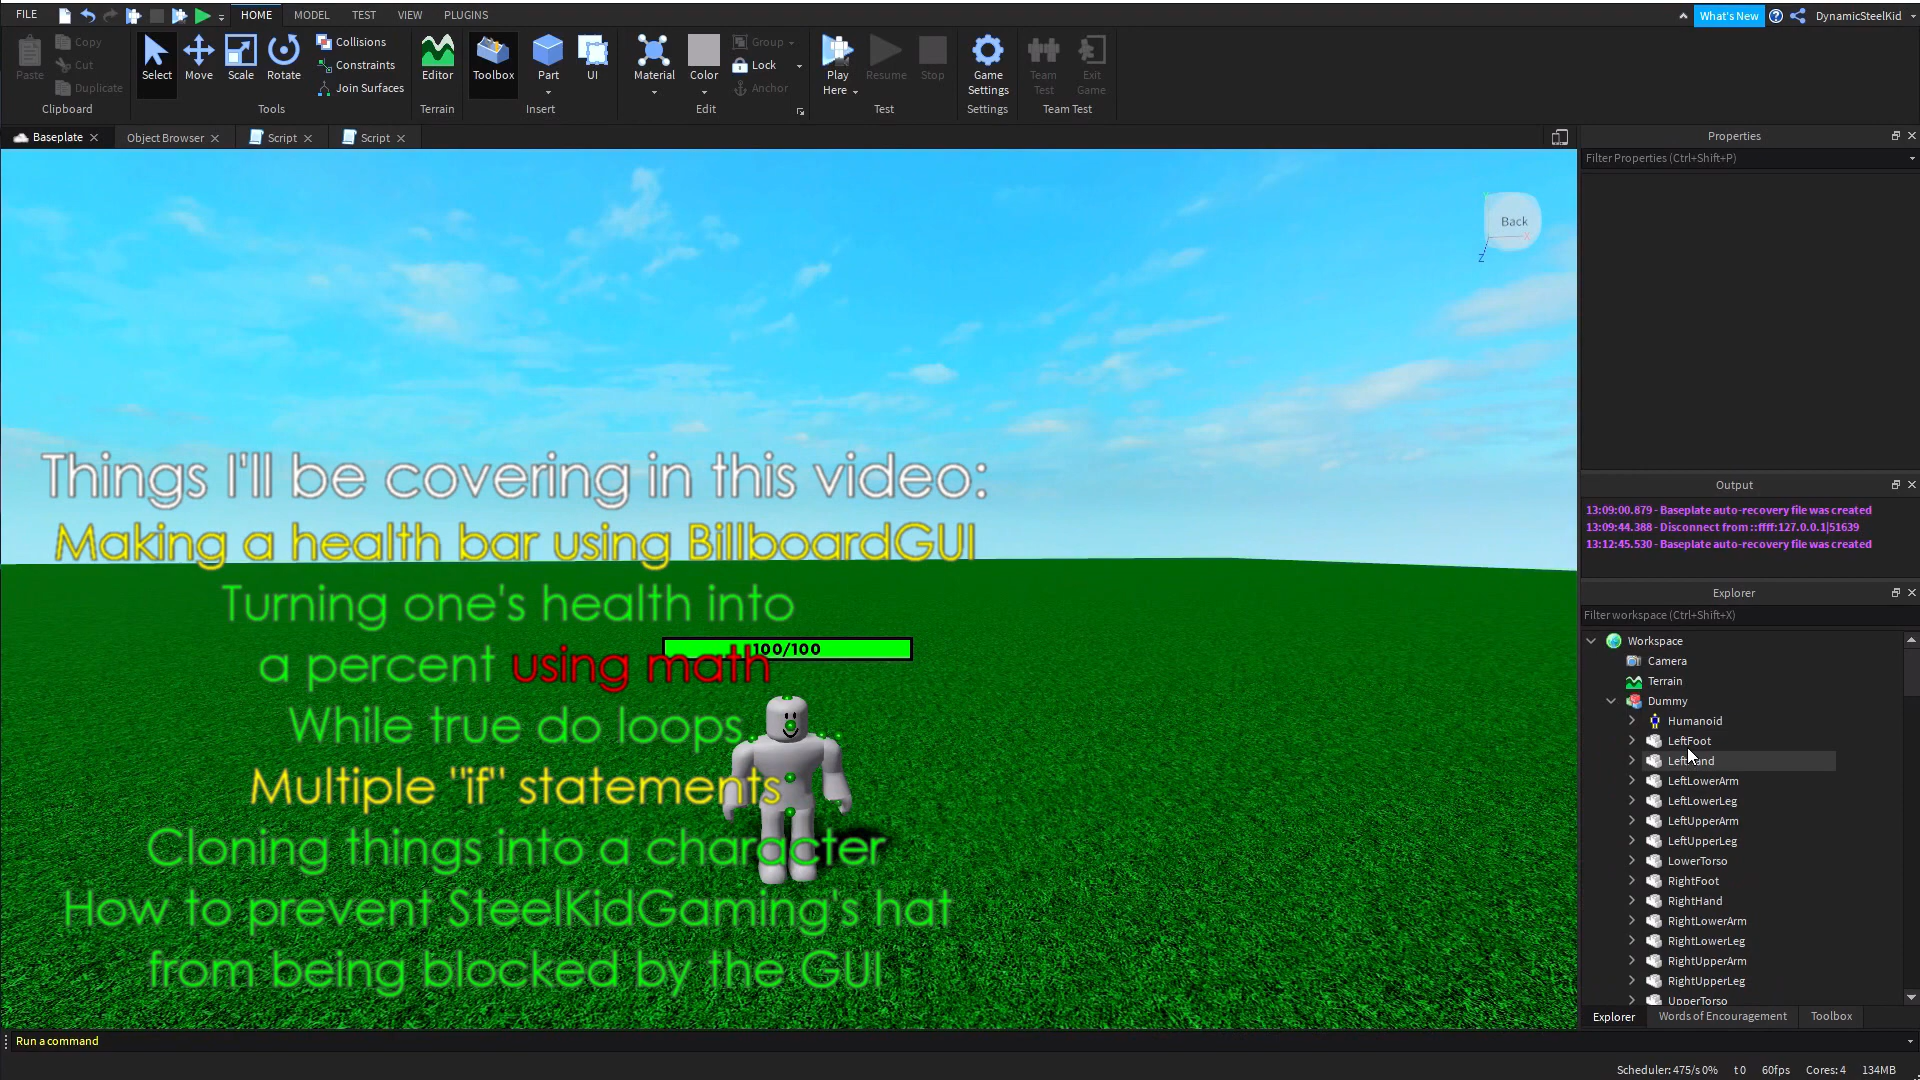 FILE
HOME
MODEL
TEST
VIEW
PLUGINS
What's New
DynamicSteelKid
Paste
Copy
Cut
Duplicate
Clipboard
Select
Move
Scale
Rotate
Collisions
Constraints
Join Surfaces
Tools
Editor
Terrain
Toolbox
Part
UI
Insert
Material
Color
Group
Lock
Anchor
Edit
Play
Here
Resume
Stop
Test
Game
Settings
Settings
Team
Test
Exit
Game
Team Test
Baseplate
Object Browser
Script
Script
Back
X
Z
Things I'll be covering in this video:
Making a health bar using BillboardGUI
Turning one's health into
a percent using math
While true do loops
Multiple "if" statements
Cloning things into a character
How to prevent SteelKidGaming's hat
from being blocked by the GUI
100/100
Properties
Filter Properties (Ctrl+Shift+P)
Output
13:09:00.879 - Baseplate auto-recovery file was created
13:09:44.388 - Disconnect from ::ffff:127.0.0.1|51639
13:12:45.530 - Baseplate auto-recovery file was created
Explorer
Filter workspace (Ctrl+Shift+X)
Workspace
Camera
Terrain
Dummy
Humanoid
LeftFoot
LeftHand
LeftLowerArm
LeftLowerLeg
LeftUpperArm
LeftUpperLeg
LowerTorso
RightFoot
RightHand
RightLowerArm
RightLowerLeg
RightUpperArm
RightUpperLeg
UpperTorso
Explorer
Words of Encouragement
Toolbox
Run a command
Scheduler: 475/s 0%
t 0
60fps
Cores: 4
134MB